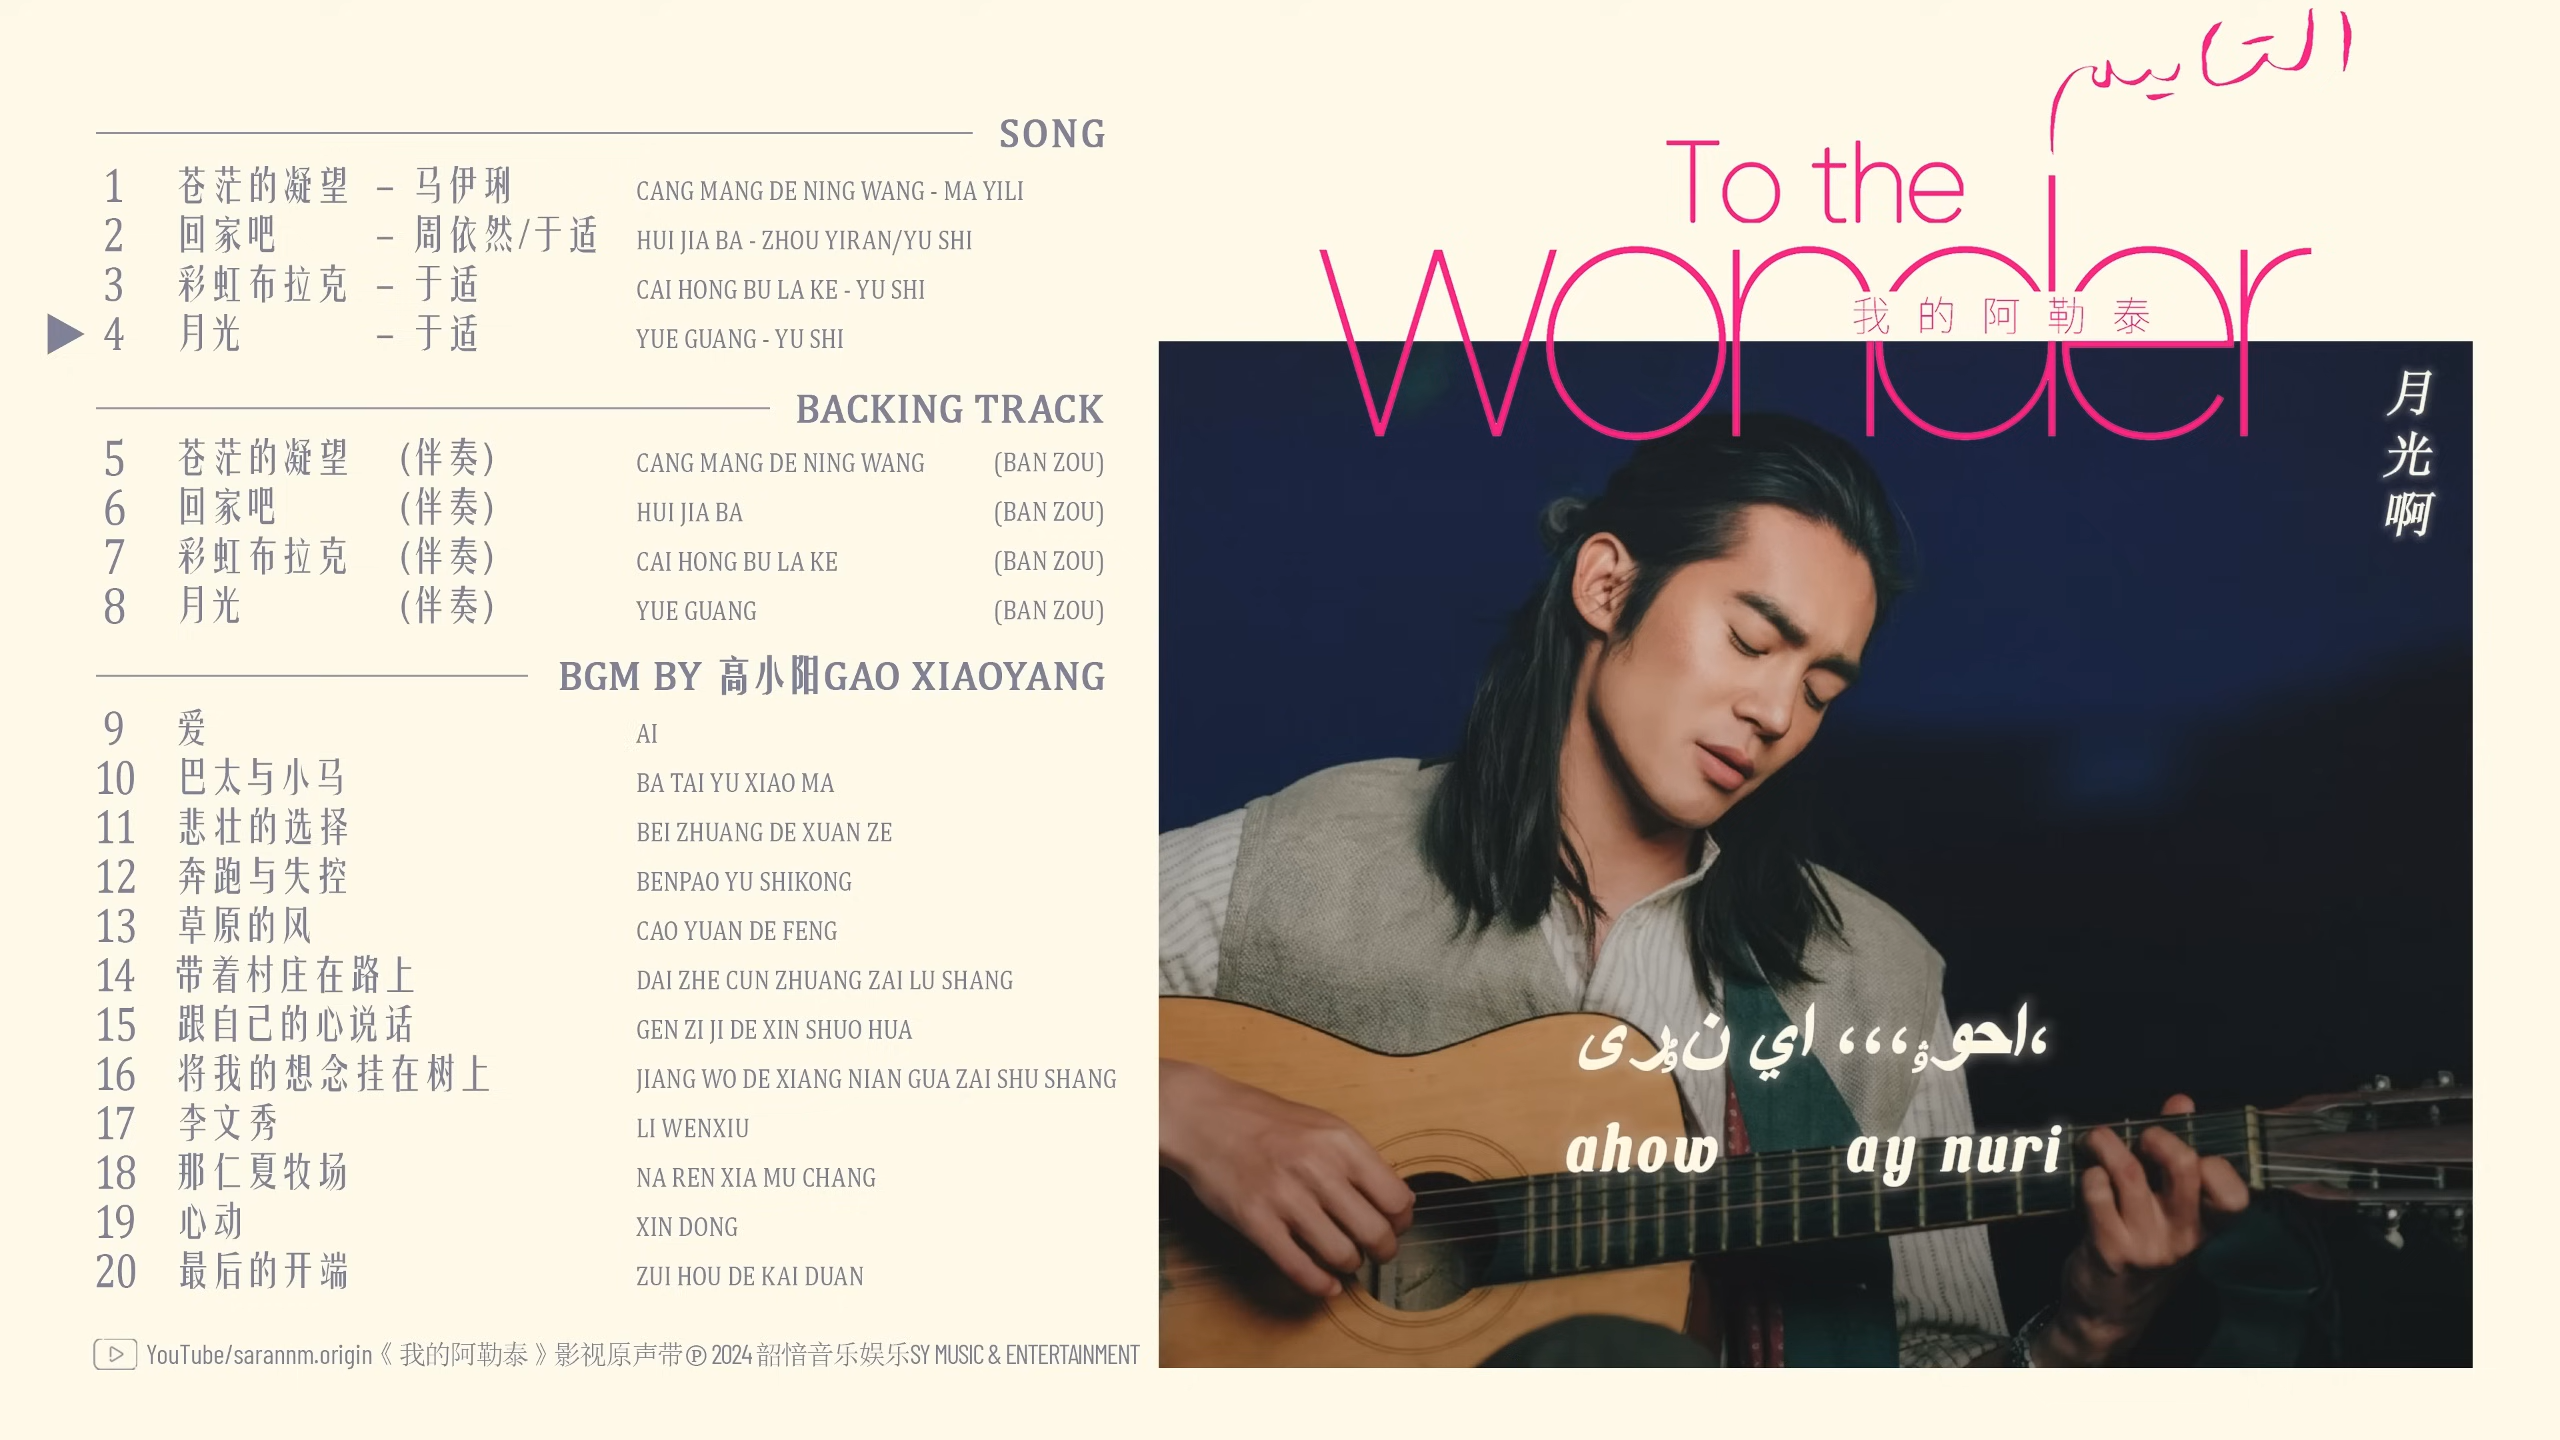 SONG
1 苍茫的凝望 – 马伊琍 CANG MANG DE NING WANG - MA YILI
2 回家吧 – 周依然/于适 HUI JIA BA - ZHOU YIRAN/YU SHI
3 彩虹布拉克 – 于适 CAI HONG BU LA KE - YU SHI
4 月光 – 于适 YUE GUANG - YU SHI
BACKING TRACK
5 苍茫的凝望 (伴奏) CANG MANG DE NING WANG (BAN ZOU)
6 回家吧 (伴奏) HUI JIA BA (BAN ZOU)
7 彩虹布拉克 (伴奏) CAI HONG BU LA KE (BAN ZOU)
8 月光 (伴奏) YUE GUANG (BAN ZOU)
BGM BY 高小阳GAO XIAOYANG
9 爱 AI
10 巴太与小马 BA TAI YU XIAO MA
11 悲壮的选择 BEI ZHUANG DE XUAN ZE
12 奔跑与失控 BENPAO YU SHIKONG
13 草原的风 CAO YUAN DE FENG
14 带着村庄在路上 DAI ZHE CUN ZHUANG ZAI LU SHANG
15 跟自己的心说话 GEN ZI JI DE XIN SHUO HUA
16 将我的想念挂在树上 JIANG WO DE XIANG NIAN GUA ZAI SHU SHANG
17 李文秀 LI WENXIU
18 那仁夏牧场 NA REN XIA MU CHANG
19 心动 XIN DONG
20 最后的开端 ZUI HOU DE KAI DUAN
YouTube/sarannm.origin《我的阿勒泰》影视原声带℗ 2024 韶愔音乐娱乐SY MUSIC & ENTERTAINMENT
To the
wonder
我的阿勒泰
月光啊
ahow ay nuri